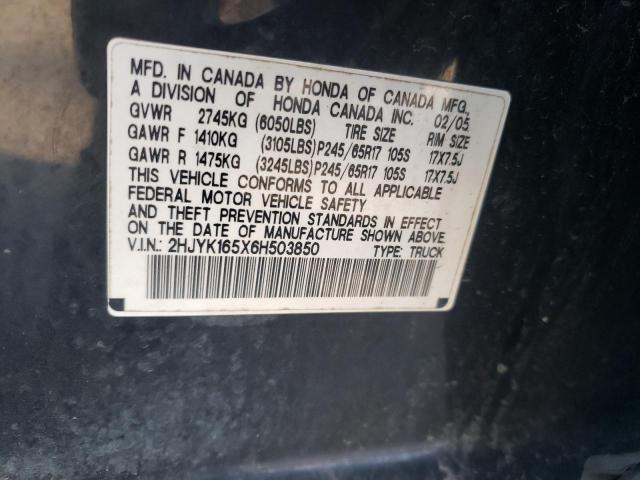 MFD. IN CANADA BY HONDA OF CANADA MFG.,
A DIVISION OF HONDA CANADA INC. 02/05
GVWR 2745KG (6050LBS) TIRE SIZE RIM SIZE
GAWR F 1410KG (3105LBS) P245/65R17 105S 17X7.5J
GAWR R 1475KG (3245LBS) P245/65R17 105S 17X7.5J
THIS VEHICLE CONFORMS TO ALL APPLICABLE
FEDERAL MOTOR VEHICLE SAFETY
AND THEFT PREVENTION STANDARDS IN EFFECT
ON THE DATE OF MANUFACTURE SHOWN ABOVE.
V.I.N.: 2HJYK165X6H503850 TYPE: TRUCK